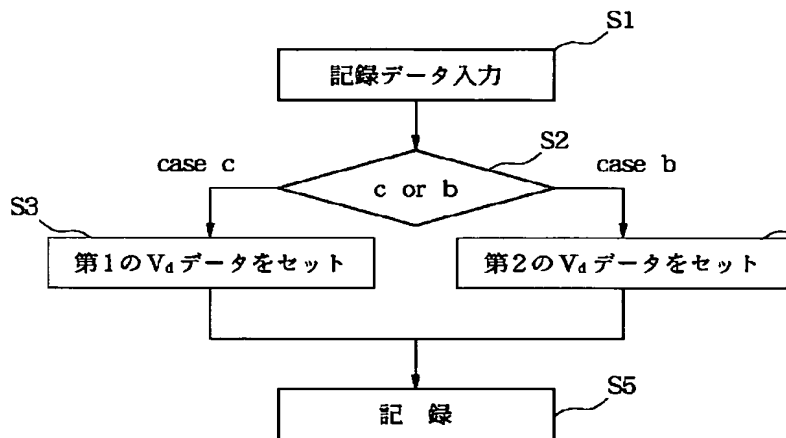 S1
記録データ入力
S2
case c
case b
c or b
S3
第1のVdデータをセット
第2のVdデータをセット
S5
記 録